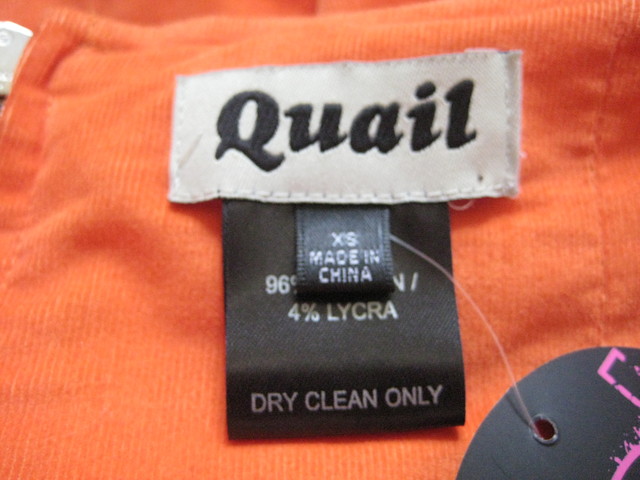 Quail
XS
MADE IN
CHINA
96% N /
4% LYCRA
DRY CLEAN ONLY